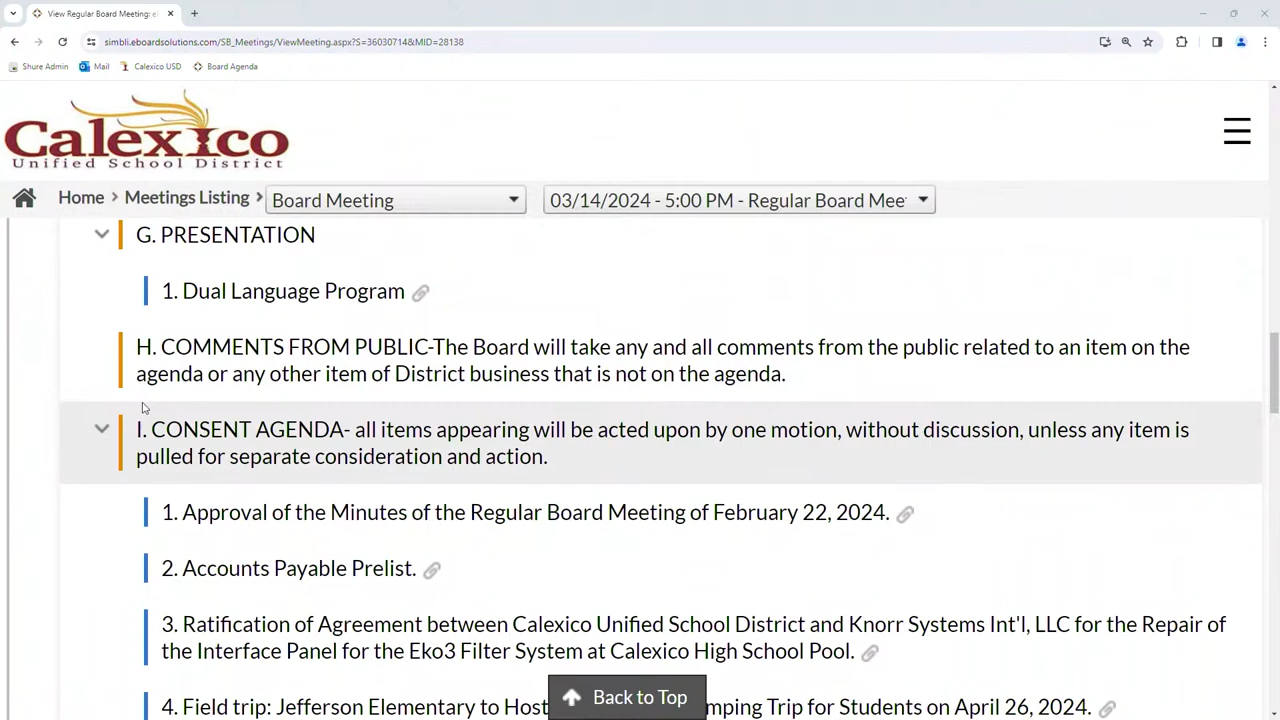 View Regular Board Meeting: e
simbli.eboardsolutions.com/SB_Meetings/ViewMeeting.aspx?S=36030714&MID=28138
Shure Admin Mail Calexico USD Board Agenda
Calexico
Unified School District
Home > Meetings Listing > Board Meeting 03/14/2024 - 5:00 PM - Regular Board Mee
G. PRESENTATION
1. Dual Language Program
H. COMMENTS FROM PUBLIC-The Board will take any and all comments from the public related to an item on the
agenda or any other item of District business that is not on the agenda.
I. CONSENT AGENDA- all items appearing will be acted upon by one motion, without discussion, unless any item is
pulled for separate consideration and action.
1. Approval of the Minutes of the Regular Board Meeting of February 22, 2024.
2. Accounts Payable Prelist.
3. Ratification of Agreement between Calexico Unified School District and Knorr Systems Int'l, LLC for the Repair of
the Interface Panel for the Eko3 Filter System at Calexico High School Pool.
4. Field trip: Jefferson Elementary to Host mping Trip for Students on April 26, 2024.
Back to Top